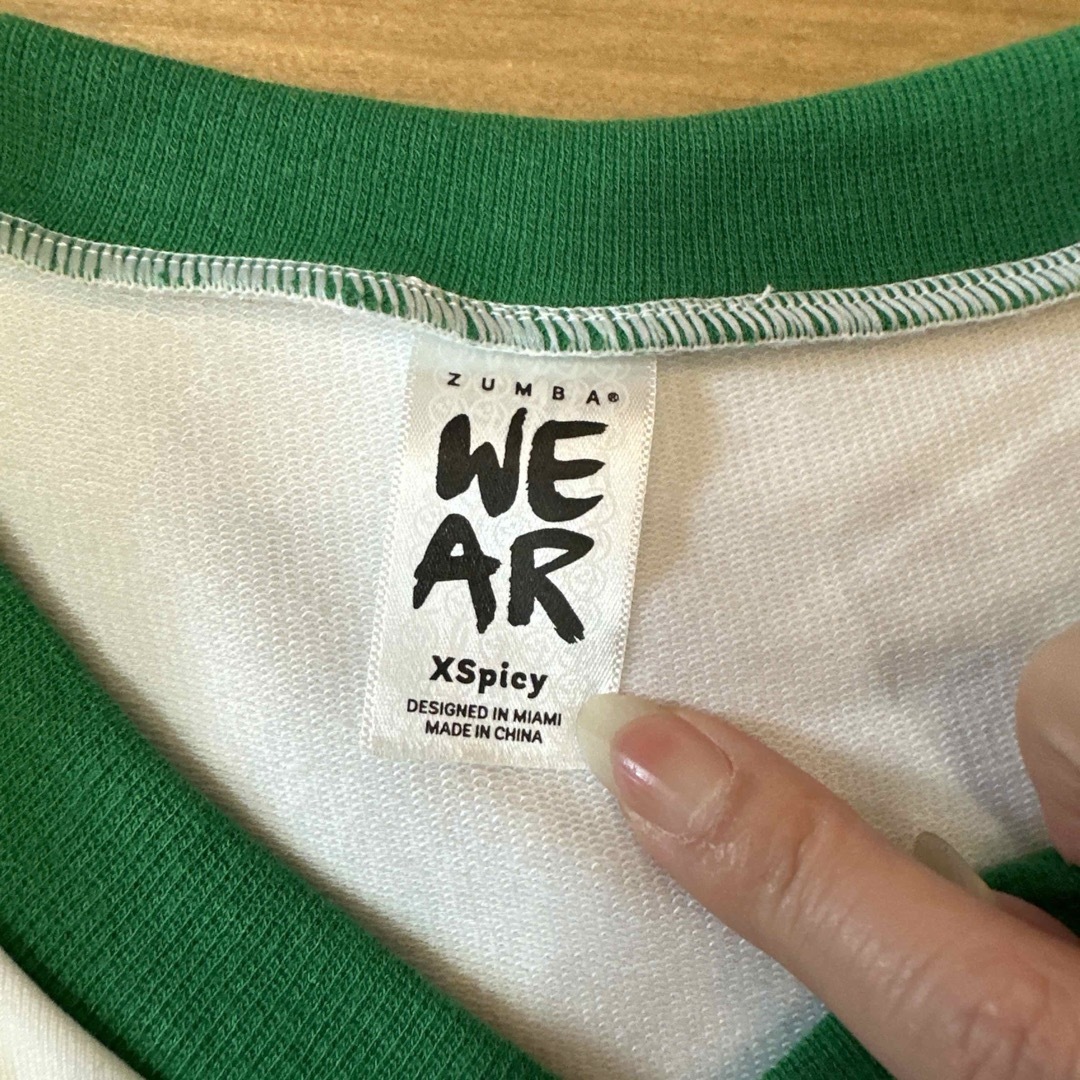 ZUMBA®
WE
AR
XSpicy
DESIGNED IN MIAMI
MADE IN CHINA